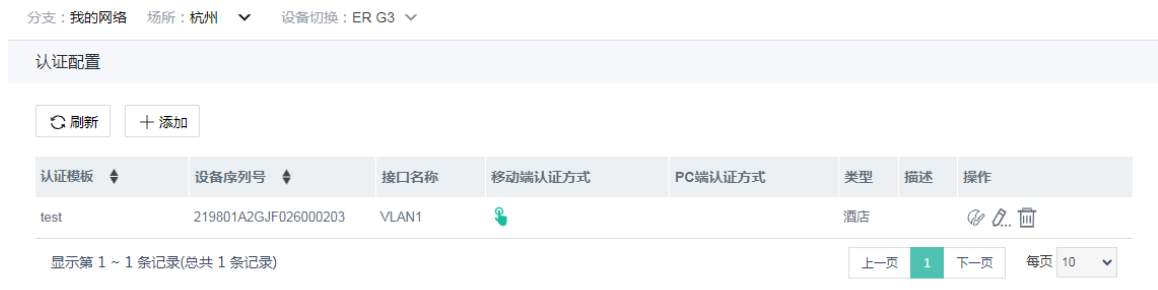 分支：我的网络 场所：杭州 设备切换：ER G3
认证配置
刷新 添加
认证模板 设备序列号 接口名称 移动端认证方式 PC端认证方式 类型 描述 操作
test 219801A2GJF026000203 VLAN1 酒店 ...
显示第 1 ~ 1 条记录(总共 1 条记录) 上一页 1 下一页 每页 10